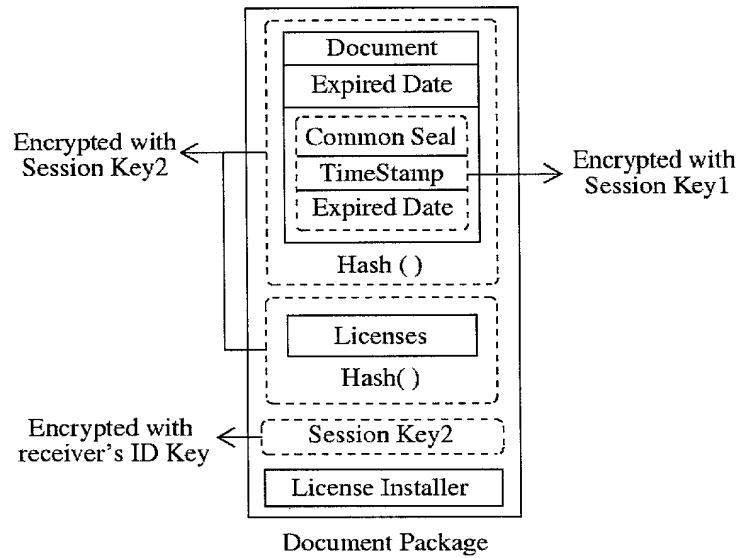 Document
Expired Date
Common Seal
TimeStamp
Expired Date
Hash ( )
Encrypted with
Session Key2
Encrypted with
Session Key1
Licenses
Hash( )
Encrypted with
receiver's ID Key
Session Key2
License Installer
Document Package